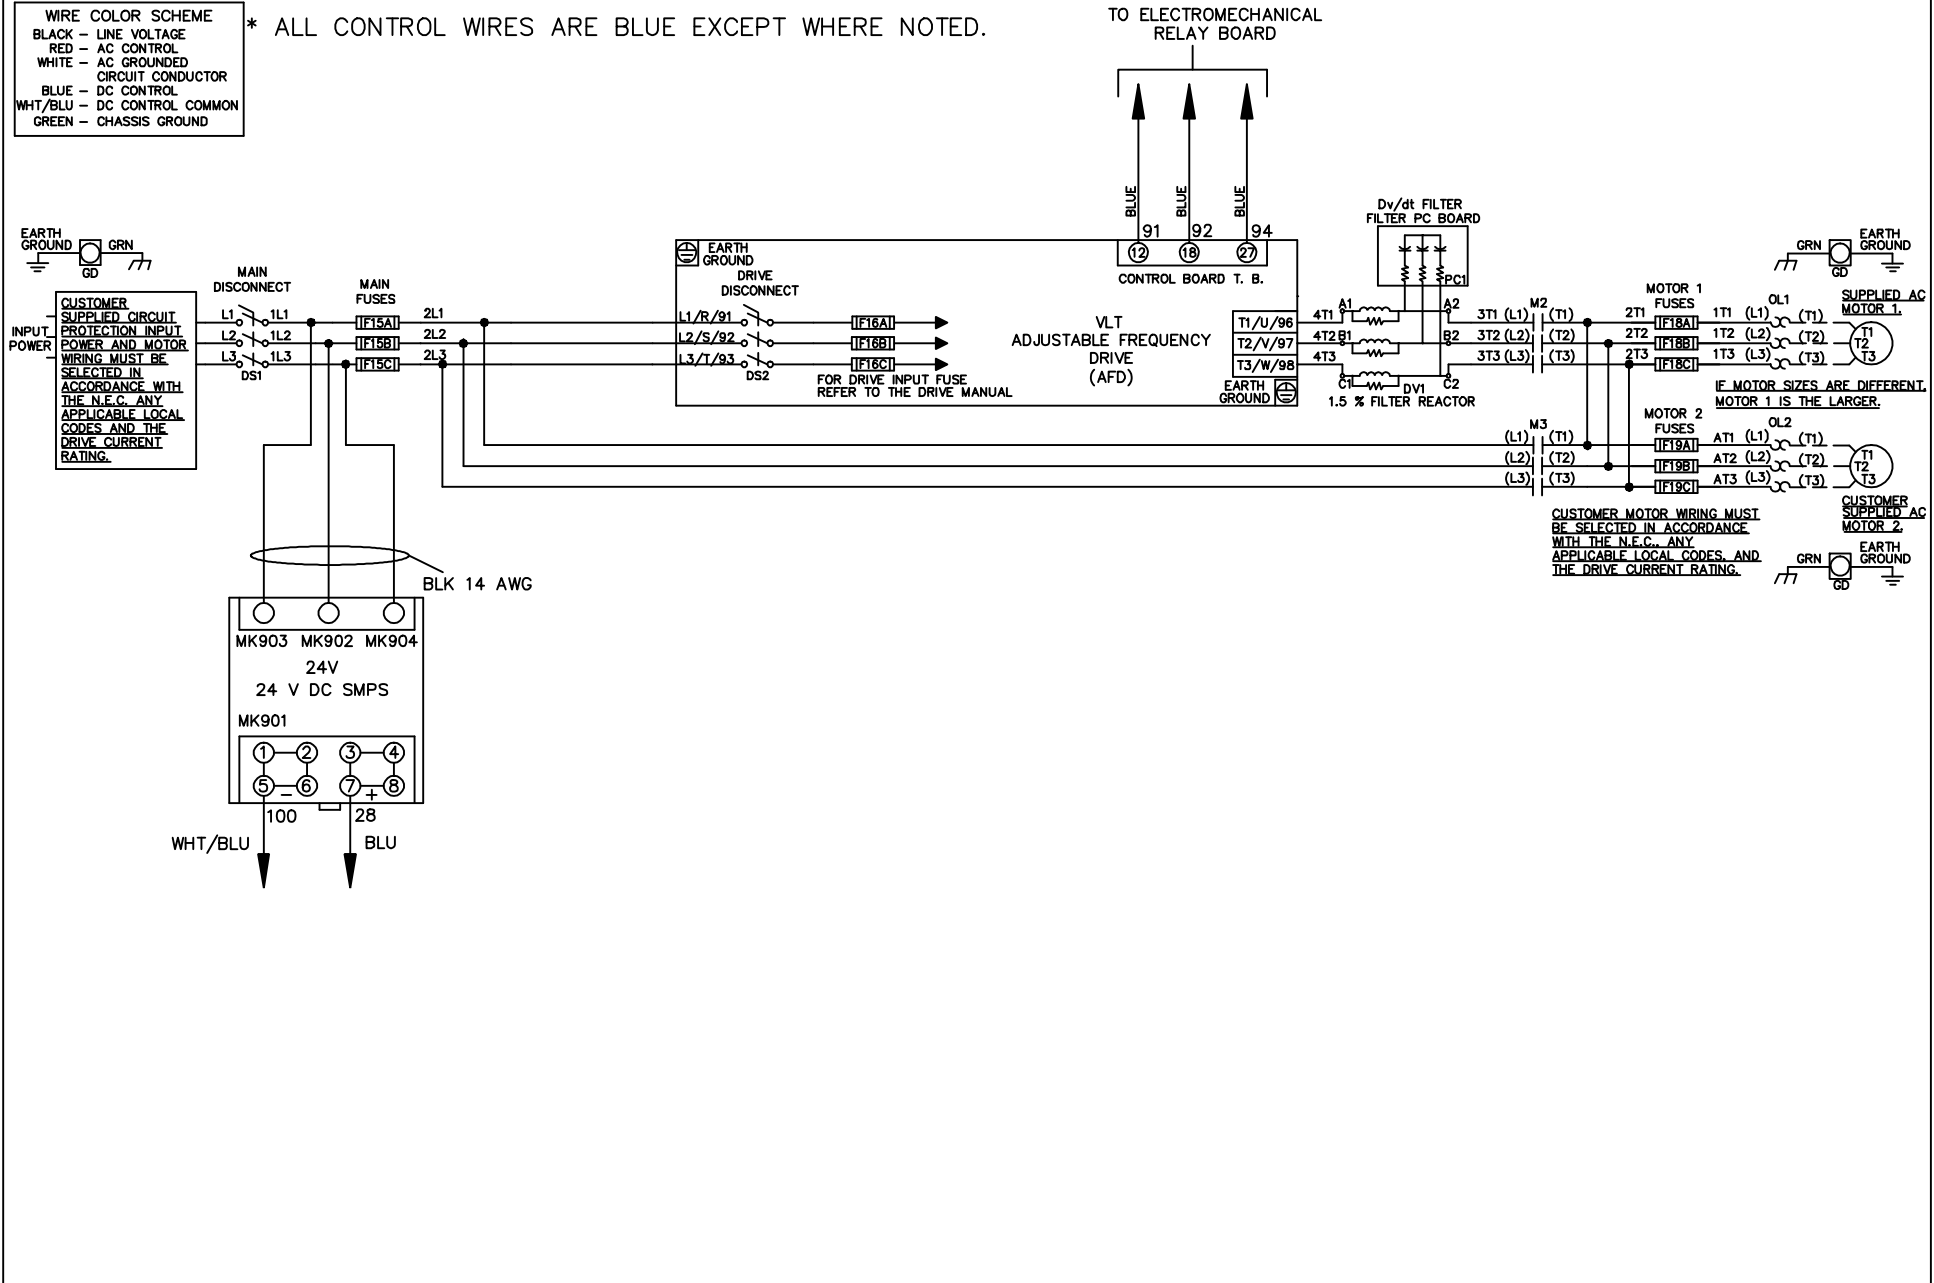 WIRE COLOR SCHEME
BLACK – LINE VOLTAGE
RED – AC CONTROL
WHITE – AC GROUNDED
CIRCUIT CONDUCTOR
BLUE – DC CONTROL
WHT/BLU – DC CONTROL COMMON
GREEN – CHASSIS GROUND
* ALL CONTROL WIRES ARE BLUE EXCEPT WHERE NOTED.
TO ELECTROMECHANICAL
RELAY BOARD
BLUE
BLUE
BLUE
91
92
94
12
18
27
CONTROL BOARD T. B.
EARTH
GROUND
GRN
GD
INPUT
POWER
CUSTOMER
SUPPLIED CIRCUIT
PROTECTION INPUT
POWER AND MOTOR
WIRING MUST BE
SELECTED IN
ACCORDANCE WITH
THE N.E.C. ANY
APPLICABLE LOCAL
CODES AND THE
DRIVE CURRENT
RATING.
MAIN
DISCONNECT
L1
1L1
L2
1L2
L3
1L3
DS1
MAIN
FUSES
F15A
F15B
F15C
2L1
2L2
2L3
EARTH
GROUND
DRIVE
DISCONNECT
L1/R/91
L2/S/92
L3/T/93
DS2
F16A
F16B
F16C
FOR DRIVE INPUT FUSE
REFER TO THE DRIVE MANUAL
VLT
ADJUSTABLE FREQUENCY
DRIVE
(AFD)
T1/U/96
T2/V/97
T3/W/98
EARTH
GROUND
Dv/dt FILTER
FILTER PC BOARD
PC1
4T1
4T2
4T3
A1
A2
B1
B2
C1
C2
DV1
1.5 % FILTER REACTOR
M2
3T1 (L1) (T1)
3T2 (L2) (T2)
3T3 (L3) (T3)
2T1
2T2
2T3
MOTOR 1
FUSES
F18A
F18B
F18C
1T1 (L1)
1T2 (L2)
1T3 (L3)
OL1
(T1)
(T2)
(T3)
T1
T2
T3
GRN
EARTH
GROUND
GD
SUPPLIED AC
MOTOR 1.
IF MOTOR SIZES ARE DIFFERENT,
MOTOR 1 IS THE LARGER.
M3
(L1) (T1)
(L2) (T2)
(L3) (T3)
MOTOR 2
FUSES
F19A
F19B
F19C
AT1 (L1)
AT2 (L2)
AT3 (L3)
OL2
(T1)
(T2)
(T3)
T1
T2
T3
CUSTOMER
SUPPLIED AC
MOTOR 2.
CUSTOMER MOTOR WIRING MUST
BE SELECTED IN ACCORDANCE
WITH THE N.E.C., ANY
APPLICABLE LOCAL CODES, AND
THE DRIVE CURRENT RATING.
GRN
EARTH
GROUND
GD
BLK 14 AWG
MK903 MK902 MK904
24V
24 V DC SMPS
MK901
1 2 3 4
5 6 7 8
– +
100
28
WHT/BLU
BLU